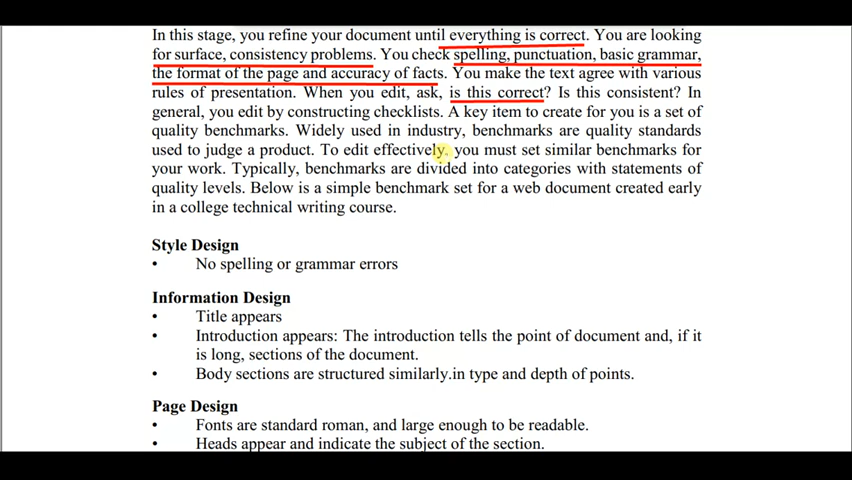 In this stage, you refine your document until everything is correct. You are looking
for surface, consistency problems. You check spelling, punctuation, basic grammar,
the format of the page and accuracy of facts. You make the text agree with various
rules of presentation. When you edit, ask, is this correct? Is this consistent? In
general, you edit by constructing checklists. A key item to create for you is a set of
quality benchmarks. Widely used in industry, benchmarks are quality standards
used to judge a product. To edit effectively, you must set similar benchmarks for
your work. Typically, benchmarks are divided into categories with statements of
quality levels. Below is a simple benchmark set for a web document created early
in a college technical writing course.
Style Design
• No spelling or grammar errors
Information Design
• Title appears
• Introduction appears: The introduction tells the point of document and, if it
is long, sections of the document.
• Body sections are structured similarly.in type and depth of points.
Page Design
• Fonts are standard roman, and large enough to be readable.
• Heads appear and indicate the subject of the section.